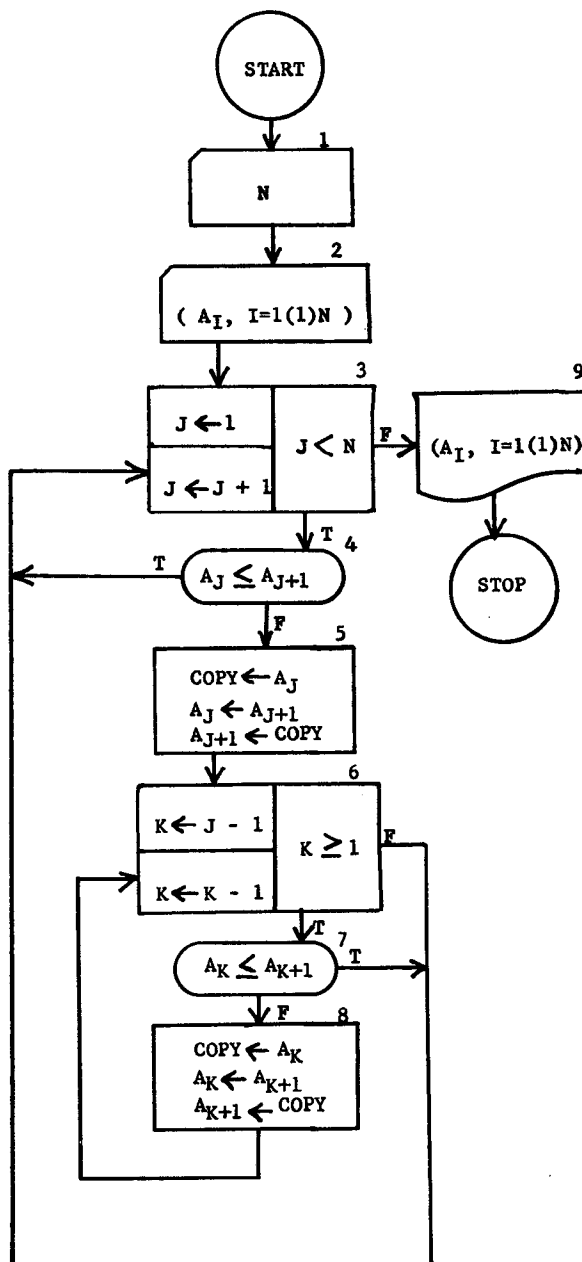 START
1
N
2
( A_I, I=1(1)N )
3
J ← 1
J ← J + 1
J < N
F
9
(A_I, I=1(1)N)
STOP
T
4
T
A_J ≤ A_J+1
F
5
COPY ← A_J
A_J ← A_J+1
A_J+1 ← COPY
6
K ← J - 1
K ← K - 1
K ≥ 1
F
T
7
A_K ≤ A_K+1
T
F
8
COPY ← A_K
A_K ← A_K+1
A_K+1 ← COPY